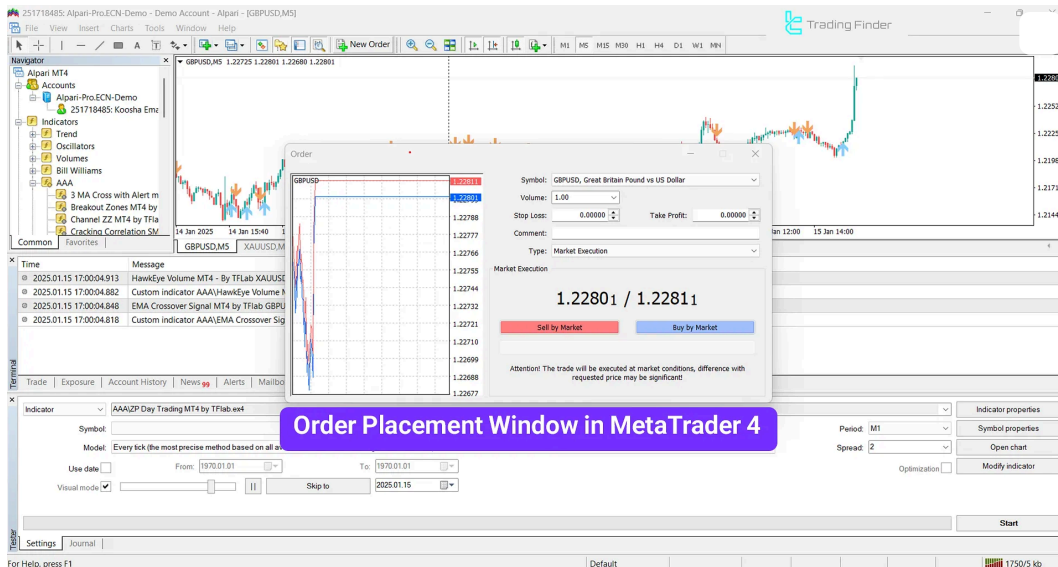 251718485: Alpari-Pro.ECN-Demo - Demo Account - Alpari - [GBPUSD,M5]
Trading Finder
File View Insert Charts Tools Window Help
New Order
M1 M5 M15 M30 H1 H4 D1 W1 MN
Navigator
Alpari MT4
Accounts
Alpari-Pro.ECN-Demo
251718485: Koosha Ema
Indicators
Trend
Oscillators
Volumes
Bill Williams
AAA
3 MA Cross with Alert m
Breakout Zones MT4 by
Channel ZZ MT4 by TFla
Cracking Correlation SM
Common Favorites
GBPUSD,M5 1.22725 1.22801 1.22680 1.22801
1.2280
1.2252
1.2225
1.2198
1.2171
1.2144
14 Jan 2025 14 Jan 15:40
an 12:00 15 Jan 14:00
GBPUSD,M5 XAUUSD,M
Order
GBPUSD
1.22811
1.22801
1.22788
1.22777
1.22766
1.22755
1.22744
1.22732
1.22721
1.22710
1.22699
1.22688
1.22677
Symbol: GBPUSD, Great Britain Pound vs US Dollar
Volume: 1.00
Stop Loss: 0.00000 Take Profit: 0.00000
Comment:
Type: Market Execution
Market Execution
1.22801 / 1.22811
Sell by Market Buy by Market
Attention! The trade will be executed at market conditions, difference with
requested price may be significant!
Time Message
2025.01.15 17:00:04.913 HawkEye Volume MT4 - By TFLab XAUUSD
2025.01.15 17:00:04.882 Custom indicator AAA\HawkEye Volume M
2025.01.15 17:00:04.848 EMA Crossover Signal MT4 by TFlab GBPU
2025.01.15 17:00:04.818 Custom indicator AAA\EMA Crossover Sig
Terminal
Trade Exposure Account History News 99 Alerts Mailbo
Order Placement Window in MetaTrader 4
Indicator AAA\ZP Day Trading MT4 by TFlab.ex4 Indicator properties
Symbol: Period: M1 Symbol properties
Model: Every tick (the most precise method based on all av Spread: 2 Open chart
Use date From: 1970.01.01 To: 1970.01.01 Optimization Modify indicator
Visual mode Skip to 2025.01.15
Start
Tester
Settings Journal
For Help, press F1 Default 1750/5 kb